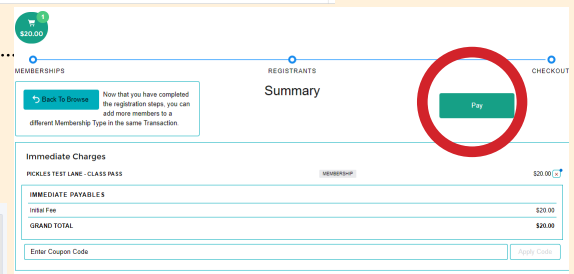 1
$20.00
MEMBERSHIPS
REGISTRANTS
CHECKOUT
Back To Browse
Now that you have completed
the registration steps, you can
add more members to a
different Membership Type in the same Transaction.
Summary
Pay
Immediate Charges
PICKLES TEST LANE - CLASS PASS MEMBERSHIP $20.00 x
IMMEDIATE PAYABLES
Initial Fee $20.00
GRAND TOTAL $20.00
Enter Coupon Code Apply Code